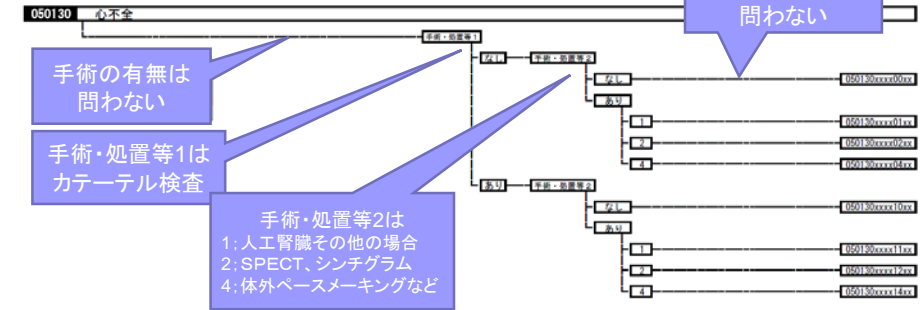 050130 心不全
問わない
手術・処置等1
手術の有無は
問わない
なし
手術・処置等2
なし
050130xxxx00xx
あり
1
050130xxxx01xx
2
050130xxxx02xx
4
050130xxxx04xx
手術・処置等1は
カテーテル検査
あり
手術・処置等2
なし
050130xxxx10xx
あり
1
050130xxxx11xx
2
050130xxxx12xx
4
050130xxxx14xx
手術・処置等2は
1;人工腎臓その他の場合
2;SPECT、シンチグラム
4;体外ペースメーキングなど